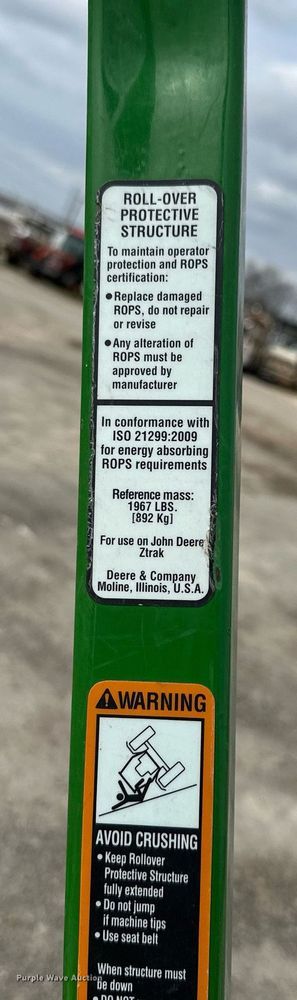 ROLL-OVER
PROTECTIVE
STRUCTURE
To maintain operator
protection and ROPS
certification:
• Replace damaged
ROPS, do not repair
or revise
• Any alteration of
ROPS must be
approved by
manufacturer
In conformance with
ISO 21299:2009
for energy absorbing
ROPS requirements
Reference mass:
1967 LBS.
[892 Kg]
For use on John Deere
Ztrak
Deere & Company
Moline, Illinois, U.S.A.
WARNING
AVOID CRUSHING
• Keep Rollover
Protective Structure
fully extended
• Do not jump
if machine tips
• Use seat belt
When structure must
be down
• DO NOT
Purple Wave Auction